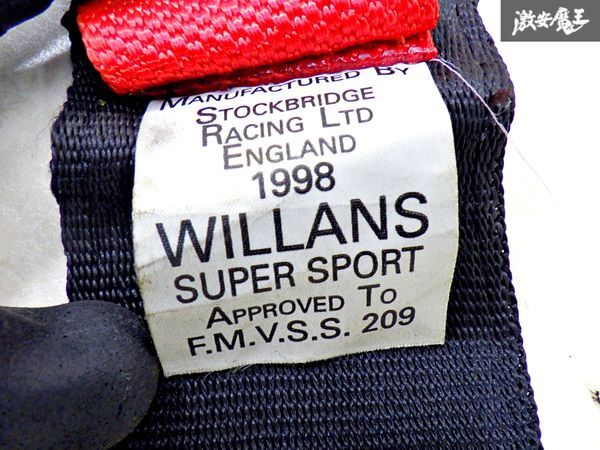 激安魔王
MANUFACTURED BY
STOCKBRIDGE
RACING LTD
ENGLAND
1998
WILLANS
SUPER SPORT
APPROVED TO
F.M.V.S.S. 209